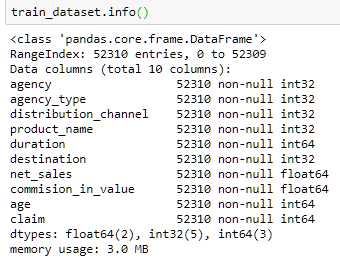 train_dataset.info()
<class 'pandas.core.frame.DataFrame'>
RangeIndex: 52310 entries, 0 to 52309
Data columns (total 10 columns):
agency                  52310 non-null int32
agency_type             52310 non-null int32
distribution_channel    52310 non-null int32
product_name            52310 non-null int32
duration                52310 non-null int64
destination             52310 non-null int32
net_sales               52310 non-null float64
commision_in_value      52310 non-null float64
age                     52310 non-null int64
claim                   52310 non-null int64
dtypes: float64(2), int32(5), int64(3)
memory usage: 3.0 MB